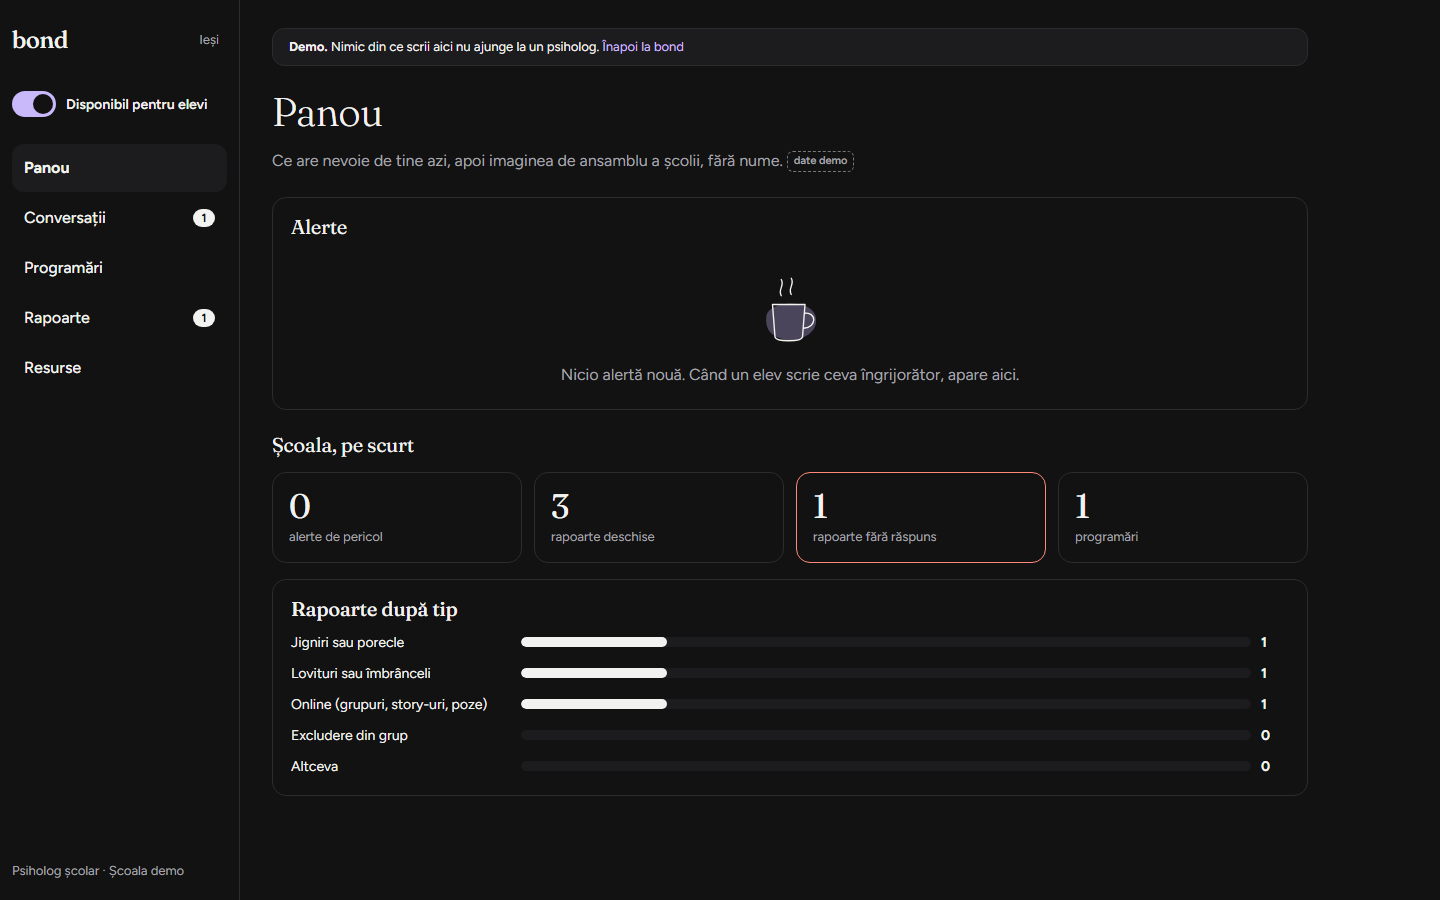 bond
Ieși
Disponibil pentru elevi
Panou
Conversații 1
Programări
Rapoarte 1
Resurse
Psiholog școlar · Școala demo
Demo. Nimic din ce scrii aici nu ajunge la un psiholog. Înapoi la bond
Panou
Ce are nevoie de tine azi, apoi imaginea de ansamblu a școlii, fără nume. date demo
Alerte
Nicio alertă nouă. Când un elev scrie ceva îngrijorător, apare aici.
Școala, pe scurt
0
alerte de pericol
3
rapoarte deschise
1
rapoarte fără răspuns
1
programări
Rapoarte după tip
Jigniri sau porecle 1
Lovituri sau îmbrânceli 1
Online (grupuri, story-uri, poze) 1
Excludere din grup 0
Altceva 0